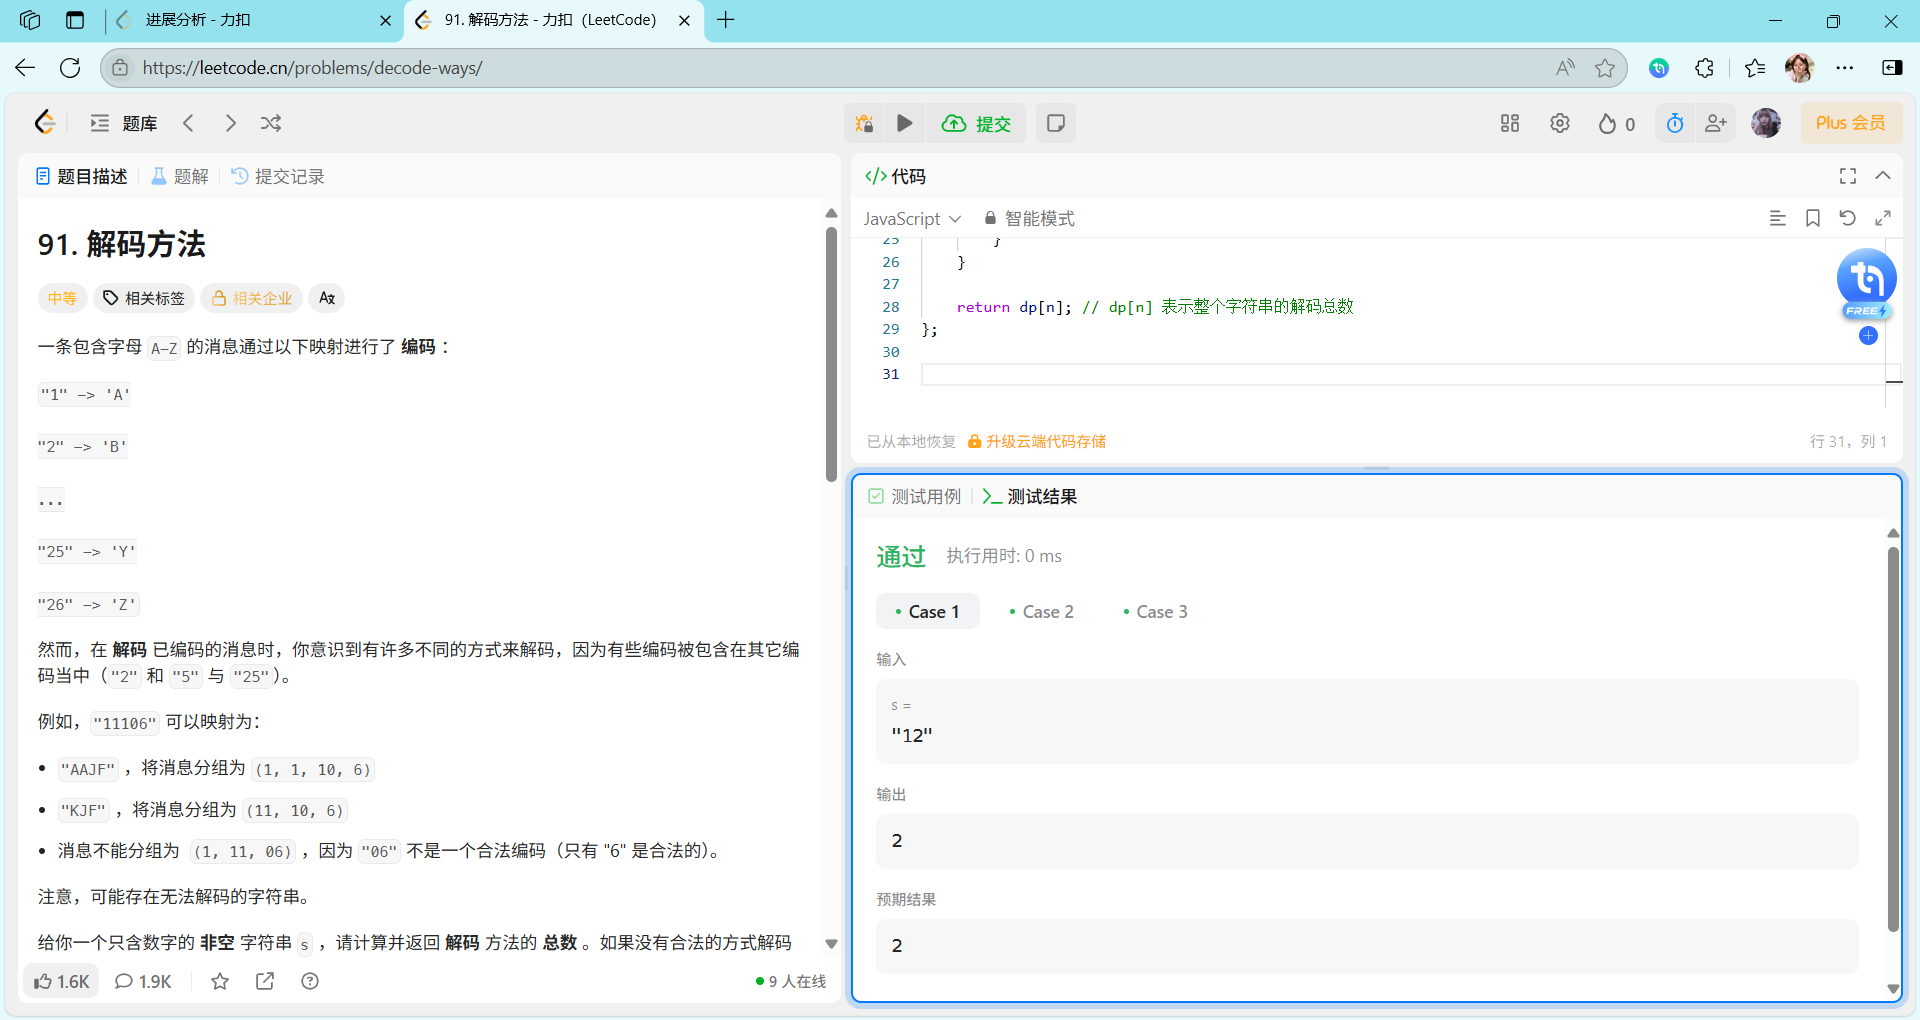 进展分析 - 力扣
91. 解码方法 - 力扣（LeetCode）
https://leetcode.cn/problems/decode-ways/
题库
提交
0
Plus 会员
题目描述
题解
提交记录
91. 解码方法
中等
相关标签
相关企业
一条包含字母 A-Z 的消息通过以下映射进行了 编码 ：
"1" -> 'A'
"2" -> 'B'
...
"25" -> 'Y'
"26" -> 'Z'
然而，在 解码 已编码的消息时，你意识到有许多不同的方式来解码，因为有些编码被包含在其它编
码当中（"2" 和 "5" 与 "25"）。
例如，"11106" 可以映射为：
"AAJF" ，将消息分组为 (1, 1, 10, 6)
"KJF" ，将消息分组为 (11, 10, 6)
消息不能分组为 (1, 11, 06) ，因为 "06" 不是一个合法编码（只有 "6" 是合法的）。
注意，可能存在无法解码的字符串。
给你一个只含数字的 非空 字符串 s ，请计算并返回 解码 方法的 总数 。如果没有合法的方式解码
1.6K
1.9K
9 人在线
代码
JavaScript
智能模式
25 }
26 }
27
28 return dp[n]; // dp[n] 表示整个字符串的解码总数
29 };
30
31
FREE
已从本地恢复
升级云端代码存储
行 31，列 1
测试用例
测试结果
通过
执行用时: 0 ms
Case 1
Case 2
Case 3
输入
s =
"12"
输出
2
预期结果
2